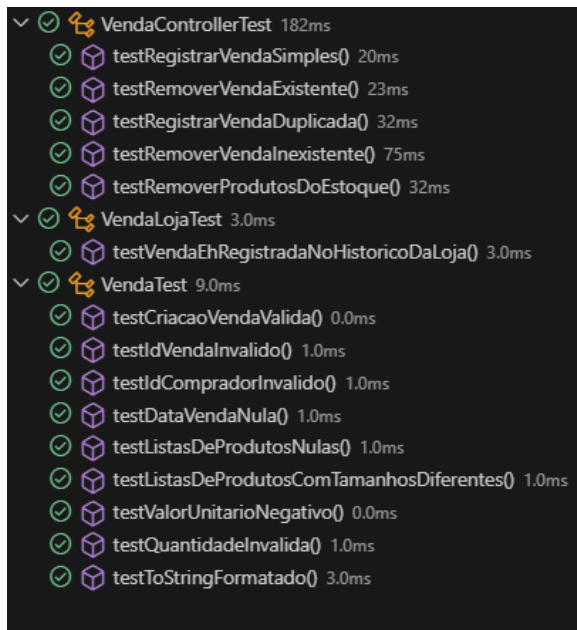 VendaControllerTest 182ms
testRegistrarVendaSimples() 20ms
testRemoverVendaExistente() 23ms
testRegistrarVendaDuplicada() 32ms
testRemoverVendaInexistente() 75ms
testRemoverProdutosDoEstoque() 32ms
VendaLojaTest 3.0ms
testVendaEhRegistradaNoHistoricoDaLoja() 3.0ms
VendaTest 9.0ms
testCriacaoVendaValida() 0.0ms
testIdVendaInvalido() 1.0ms
testIdCompradorInvalido() 1.0ms
testDataVendaNula() 1.0ms
testListasDeProdutosNulas() 1.0ms
testListasDeProdutosComTamanhosDiferentes() 1.0ms
testValorUnitarioNegativo() 0.0ms
testQuantidadeInvalida() 1.0ms
testToStringFormatado() 3.0ms